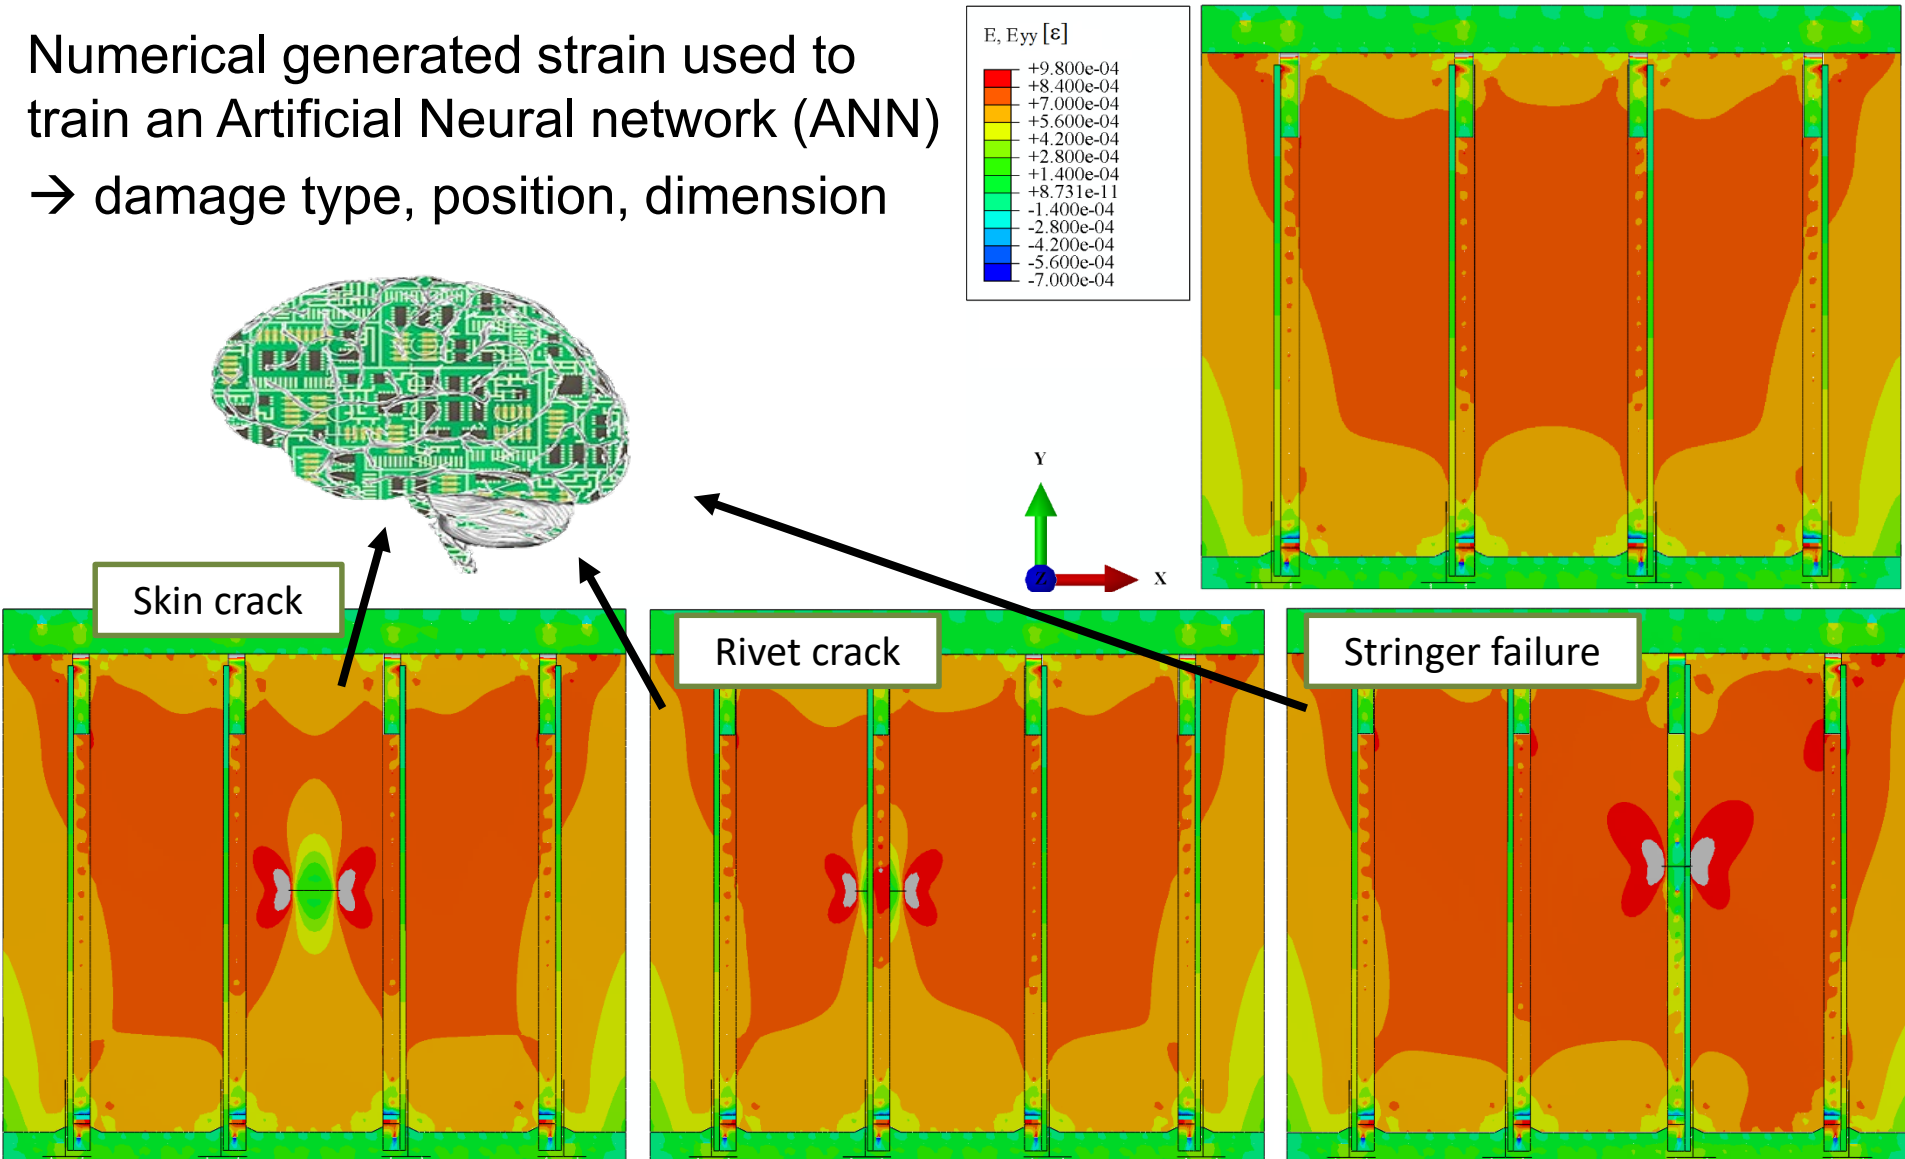 Numerical generated strain used to
train an Artificial Neural network (ANN)
→ damage type, position, dimension
E, Eyy [ε]
+9.800e-04
+8.400e-04
+7.000e-04
+5.600e-04
+4.200e-04
+2.800e-04
+1.400e-04
+8.731e-11
-1.400e-04
-2.800e-04
-4.200e-04
-5.600e-04
-7.000e-04
Y
Z
X
Skin crack
Rivet crack
Stringer failure